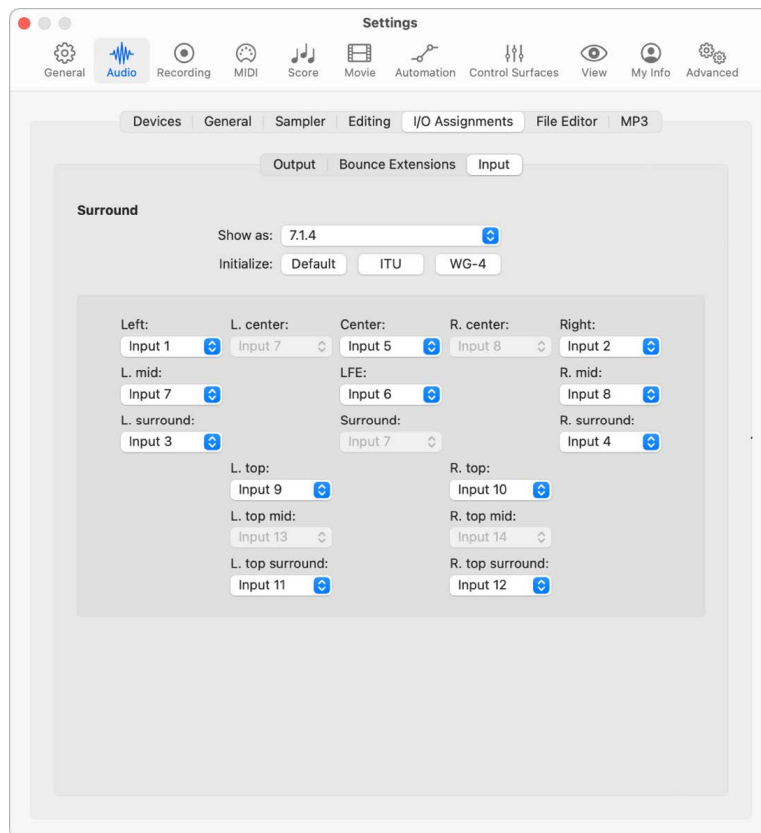 Settings
General Audio Recording MIDI Score Movie Automation Control Surfaces View My Info Advanced
Devices General Sampler Editing I/O Assignments File Editor MP3
Output Bounce Extensions Input
Surround
Show as: 7.1.4
Initialize: Default ITU WG-4
Left: L. center: Center: R. center: Right:
Input 1 Input 7 Input 5 Input 8 Input 2
L. mid: LFE: R. mid:
Input 7 Input 6 Input 8
L. surround: Surround: R. surround:
Input 3 Input 7 Input 4
L. top: R. top:
Input 9 Input 10
L. top mid: R. top mid:
Input 13 Input 14
L. top surround: R. top surround:
Input 11 Input 12